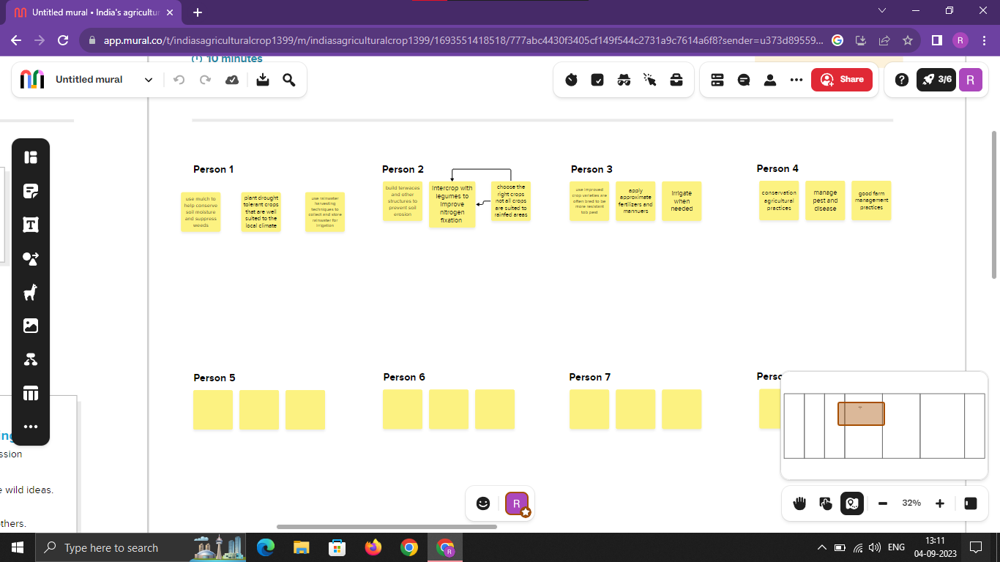 Untitled mural • India's agricultur
app.mural.co/t/indiasagriculturalcrop1399/m/indiasagriculturalcrop1399/1693551418518/777abc4430f3405cf149f544c2731a9c7614a6f8?sender=u373d89559...
R
10 minutes
Untitled mural
Share
3/6
R
Person 1
Person 2
Person 3
Person 4
use mulch to
help conserve
soil moisture
and suppress
weeds
plant drought
tolerant crops
that are well
suited to the
local climate
use rainwater
harvesting
techniques to
collect and store
rainwater for
irrigation
build terwaces
and other
structures to
prevent soil
erosion
Intercrop with
legumes to
improve
nitrogen
fixation
choose the
right crops
not all crops
are suited to
rainfed areas
use improved
crop varieties are
often bred to be
more resistant
tob pest
apply
approximate
fertilizers and
mannuers
irrigate
when
needed
conservation
agricultural
practices
manage
pest and
disease
good farm
management
practices
Person 5
Person 6
Person 7
Perso
ing
ssion
e wild ideas.
thers.
R
32%
Type here to search
R
ENG
13:11
04-09-2023